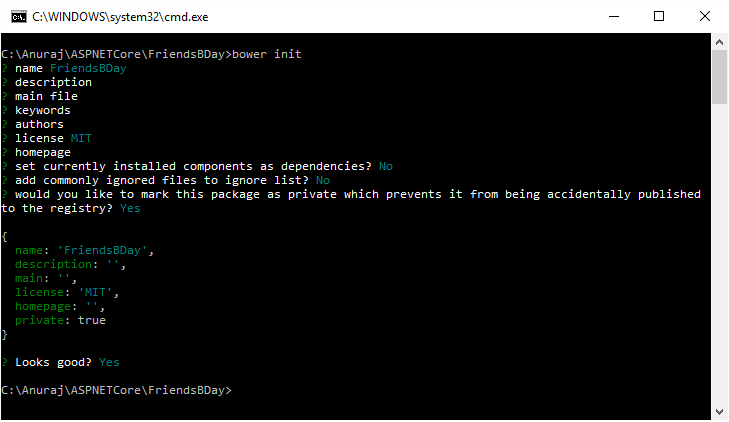 C:\WINDOWS\system32\cmd.exe
C:\Anuraj\ASPNETCore\FriendsBDay>bower init
? name FriendsBDay
? description
? main file
? keywords
? authors
? license MIT
? homepage
? set currently installed components as dependencies? No
? add commonly ignored files to ignore list? No
? would you like to mark this package as private which prevents it from being accidentally published
to the registry? Yes
{
  name: 'FriendsBDay',
  description: '',
  main: '',
  license: 'MIT',
  homepage: '',
  private: true
}
? Looks good? Yes
C:\Anuraj\ASPNETCore\FriendsBDay>